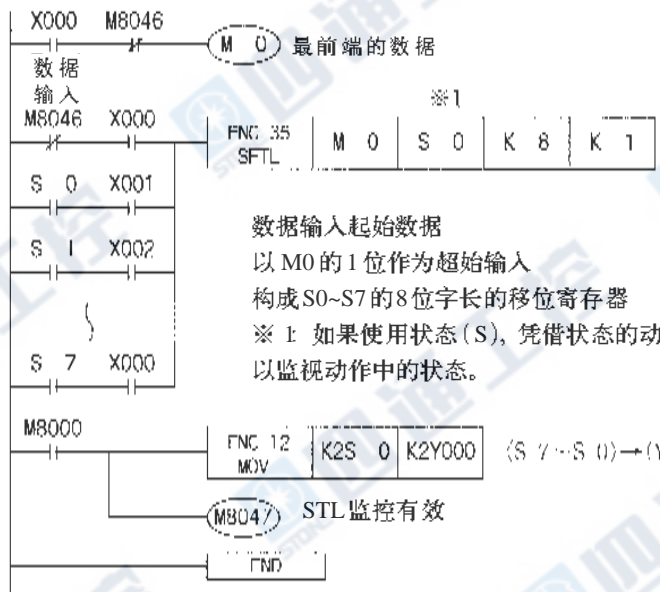 X000 M8046
M 0 最前端的数据
数据
输入
※1
M8046 X000
FNC 35 SFTL M 0 S 0 K 8 K 1
S 0 X001
S 1 X002
S 7 X000
数据输入起始数据
以M0的1位作为超始输入
构成S0~S7的8位字长的移位寄存器
※ 1: 如果使用状态(S), 凭借状态的动
以监视动作中的状态。
M8000
FNC 12 MOV K2S 0 K2Y000 (S 7~S 0)→(Y
M8047 STL监控有效
END